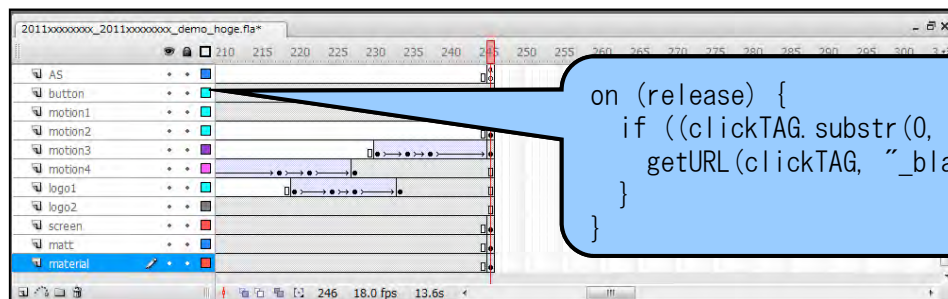 2011xxxxxxxx_2011xxxxxxxx_demo_hoge.fla*
210 215 220 225 230 235 240 245 250 255 260 265 270 275 280 285 290 295 300
AS
button
motion1
motion2
motion3
motion4
logo1
logo2
screen
matt
material
246 18.0 fps 13.6s
on (release) {
if ((clickTAG.substr(0,
getURL(clickTAG, "_bla
}
}